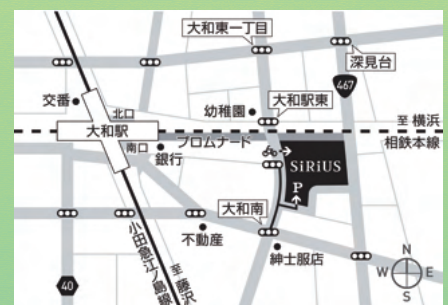 大和東一丁目
深見台
467
交番
北口
幼稚園
大和駅東
至 横浜
大和駅
相鉄本線
南口
プロムナード
銀行
SiRiUS
P
大和南
不動産
紳士服店
小田急江ノ島線
至 藤沢
40
N
W
E
S